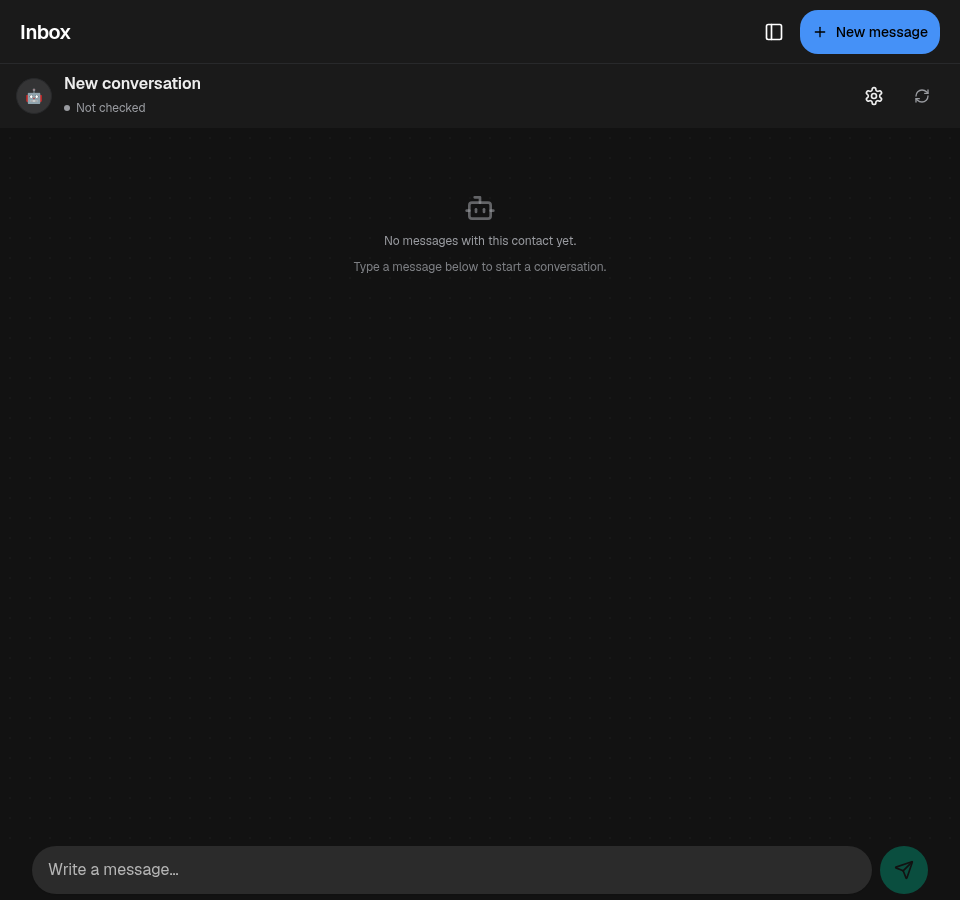 Inbox
New message
New conversation
Not checked
No messages with this contact yet.
Type a message below to start a conversation.
Write a message...